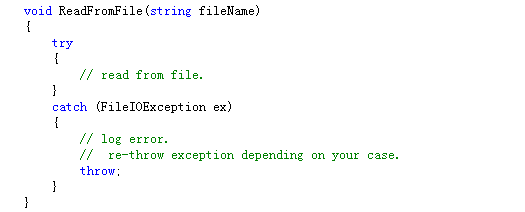 void ReadFromFile(string fileName)
{
    try
    {
        // read from file.
    }
    catch (FileIOException ex)
    {
        // log error.
        //  re-throw exception depending on your case.
        throw;
    }
}